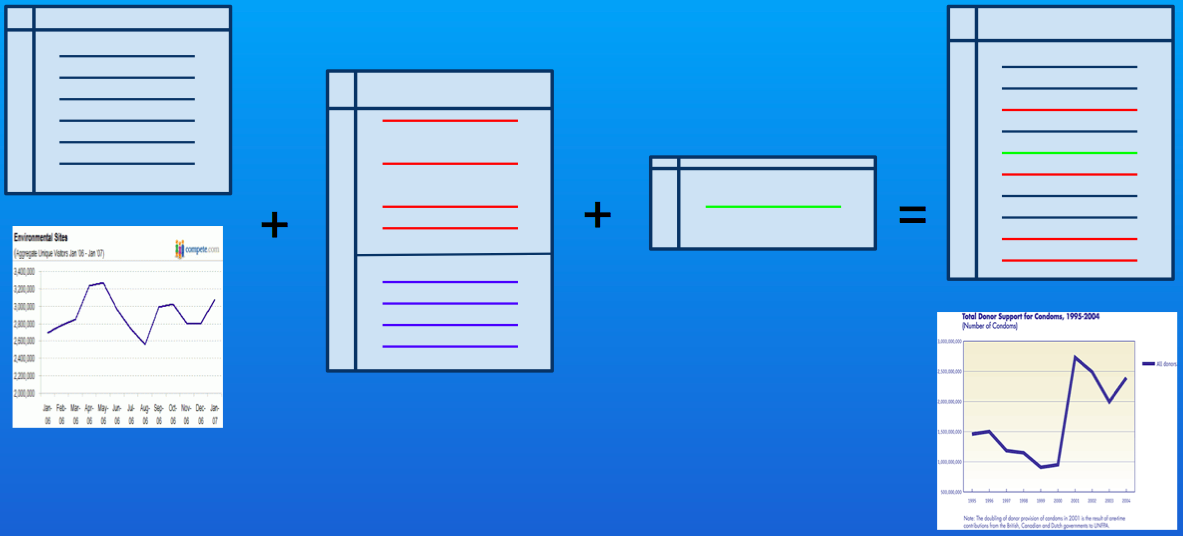 Environmental Sites
(Aggregate Unique Visitors Jan '06 - Jan '07)
compete.com
3,400,000
3,200,000
3,000,000
2,800,000
2,600,000
2,400,000
2,200,000
2,000,000
Jan- Feb- Mar- Apr- May- Jun- Jul- Aug- Sep- Oct- Nov- Dec- Jan-
06 06 06 06 06 06 06 06 06 06 06 06 07
+
+
=
Total Donor Support for Condoms, 1995-2004
(Number of Condoms)
3,000,000,000
2,500,000,000
2,000,000,000
1,500,000,000
1,000,000,000
500,000,000
1995 1996 1997 1998 1999 2000 2001 2002 2003 2004
All donors
Note: The doubling of donor provision of condoms in 2001 is the result of one-time
contributions from the British, Canadian and Dutch governments to UNFPA.